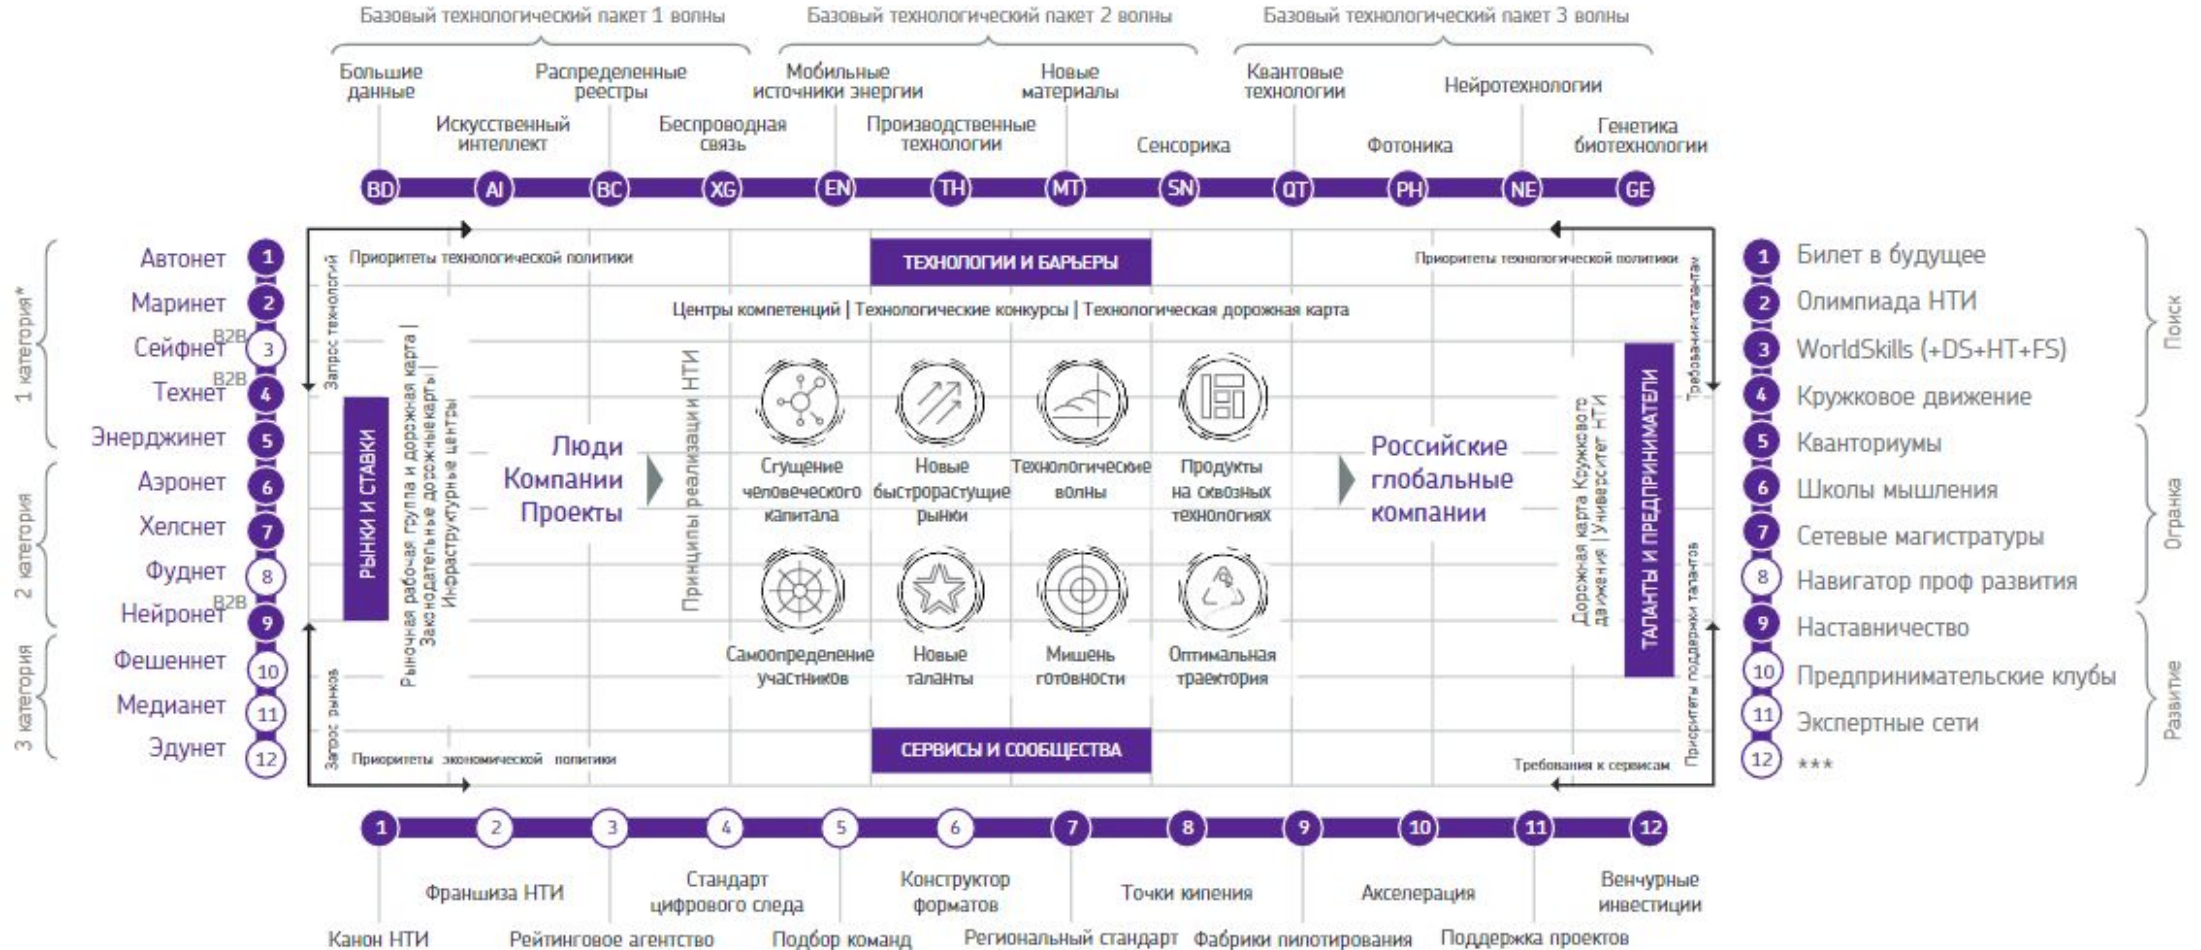 Базовый технологический пакет 1 волны
Базовый технологический пакет 2 волны
Базовый технологический пакет 3 волны
Большие
данные
Искусственный
интеллект
Распределенные
реестры
Беспроводная
связь
Мобильные
источники энергии
Производственные
технологии
Новые
материалы
Сенсорика
Квантовые
технологии
Фотоника
Нейротехнологии
Генетика
биотехнологии
BD AI BC XG EN TH MT SN QT PH NE GE
1 категория*
Автонет 1
Маринет 2
Сейфнет B2B 3
Технет B2B 4
Энерджинет 5
2 категория
Аэронет 6
Хелснет 7
Фуднет 8
Нейронет B2B 9
3 категория
Фешеннет 10
Медианет 11
Эдунет 12
Запрос технологий
Приоритеты технологической политики
ТЕХНОЛОГИИ И БАРЬЕРЫ
Приоритеты технологической политики
Требования к талантам
Центры компетенций | Технологические конкурсы | Технологическая дорожная карта
РЫНКИ И СТАВКИ
Рыночная рабочая группа и дорожная карта |
Законодательные дорожные карты |
Инфраструктурные центры
Люди
Компании
Проекты
Принципы реализации НТИ
Сгущение
человеческого
капитала
Новые
быстрорастущие
рынки
Технологические
волны
Продукты
на сквозных
технологиях
Самоопределение
участников
Новые
таланты
Мишень
готовности
Оптимальная
траектория
Российские
глобальные
компании
Дорожная карта Кружкового
движения | Университет НТИ
ТАЛАНТЫ И ПРЕДПРИНИМАТЕЛИ
Запрос рынков
Приоритеты экономической политики
СЕРВИСЫ И СООБЩЕСТВА
Требования к сервисам
Приоритеты поддержки талантов
1 Билет в будущее
2 Олимпиада НТИ
3 WorldSkills (+DS+HT+FS)
4 Кружковое движение
Поиск
5 Кванториумы
6 Школы мышления
7 Сетевые магистратуры
8 Навигатор проф развития
Огранка
9 Наставничество
10 Предпринимательские клубы
11 Экспертные сети
12 ***
Развитие
1 2 3 4 5 6 7 8 9 10 11 12
Канон НТИ
Франшиза НТИ
Рейтинговое агентство
Стандарт
цифрового следа
Подбор команд
Конструктор
форматов
Региональный стандарт
Точки кипения
Фабрики пилотирования
Акселерация
Поддержка проектов
Венчурные
инвестиции